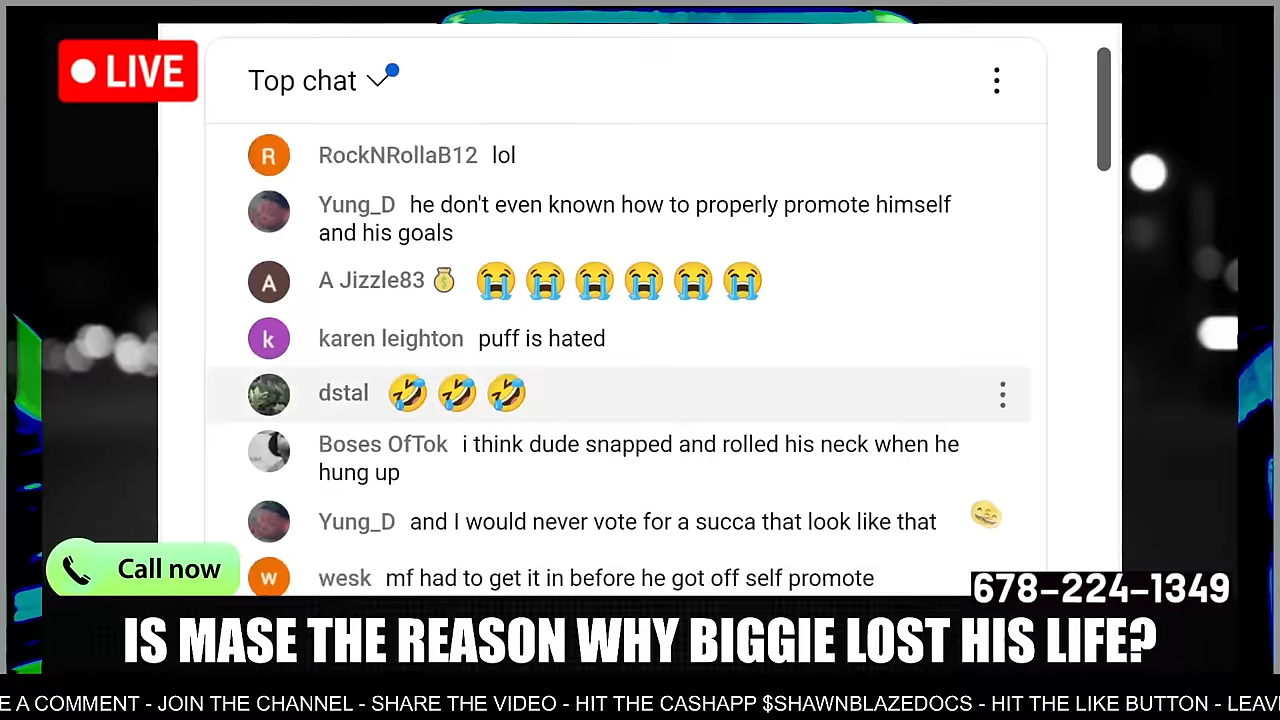 LIVE
Top chat
R RockNRollaB12 lol
Yung_D he don't even known how to properly promote himself
and his goals
A A Jizzle83💰 😭😭😭😭😭😭
k karen leighton puff is hated
dstal 🤣🤣🤣
Boses OfTok i think dude snapped and rolled his neck when he
hung up
Yung_D and I would never vote for a succa that look like that
w wesk mf had to get it in before he got off self promote
Call now
678-224-1349
IS MASE THE REASON WHY BIGGIE LOST HIS LIFE?
E A COMMENT - JOIN THE CHANNEL - SHARE THE VIDEO - HIT THE CASHAPP $SHAWNBLAZEDOCS - HIT THE LIKE BUTTON - LEAV